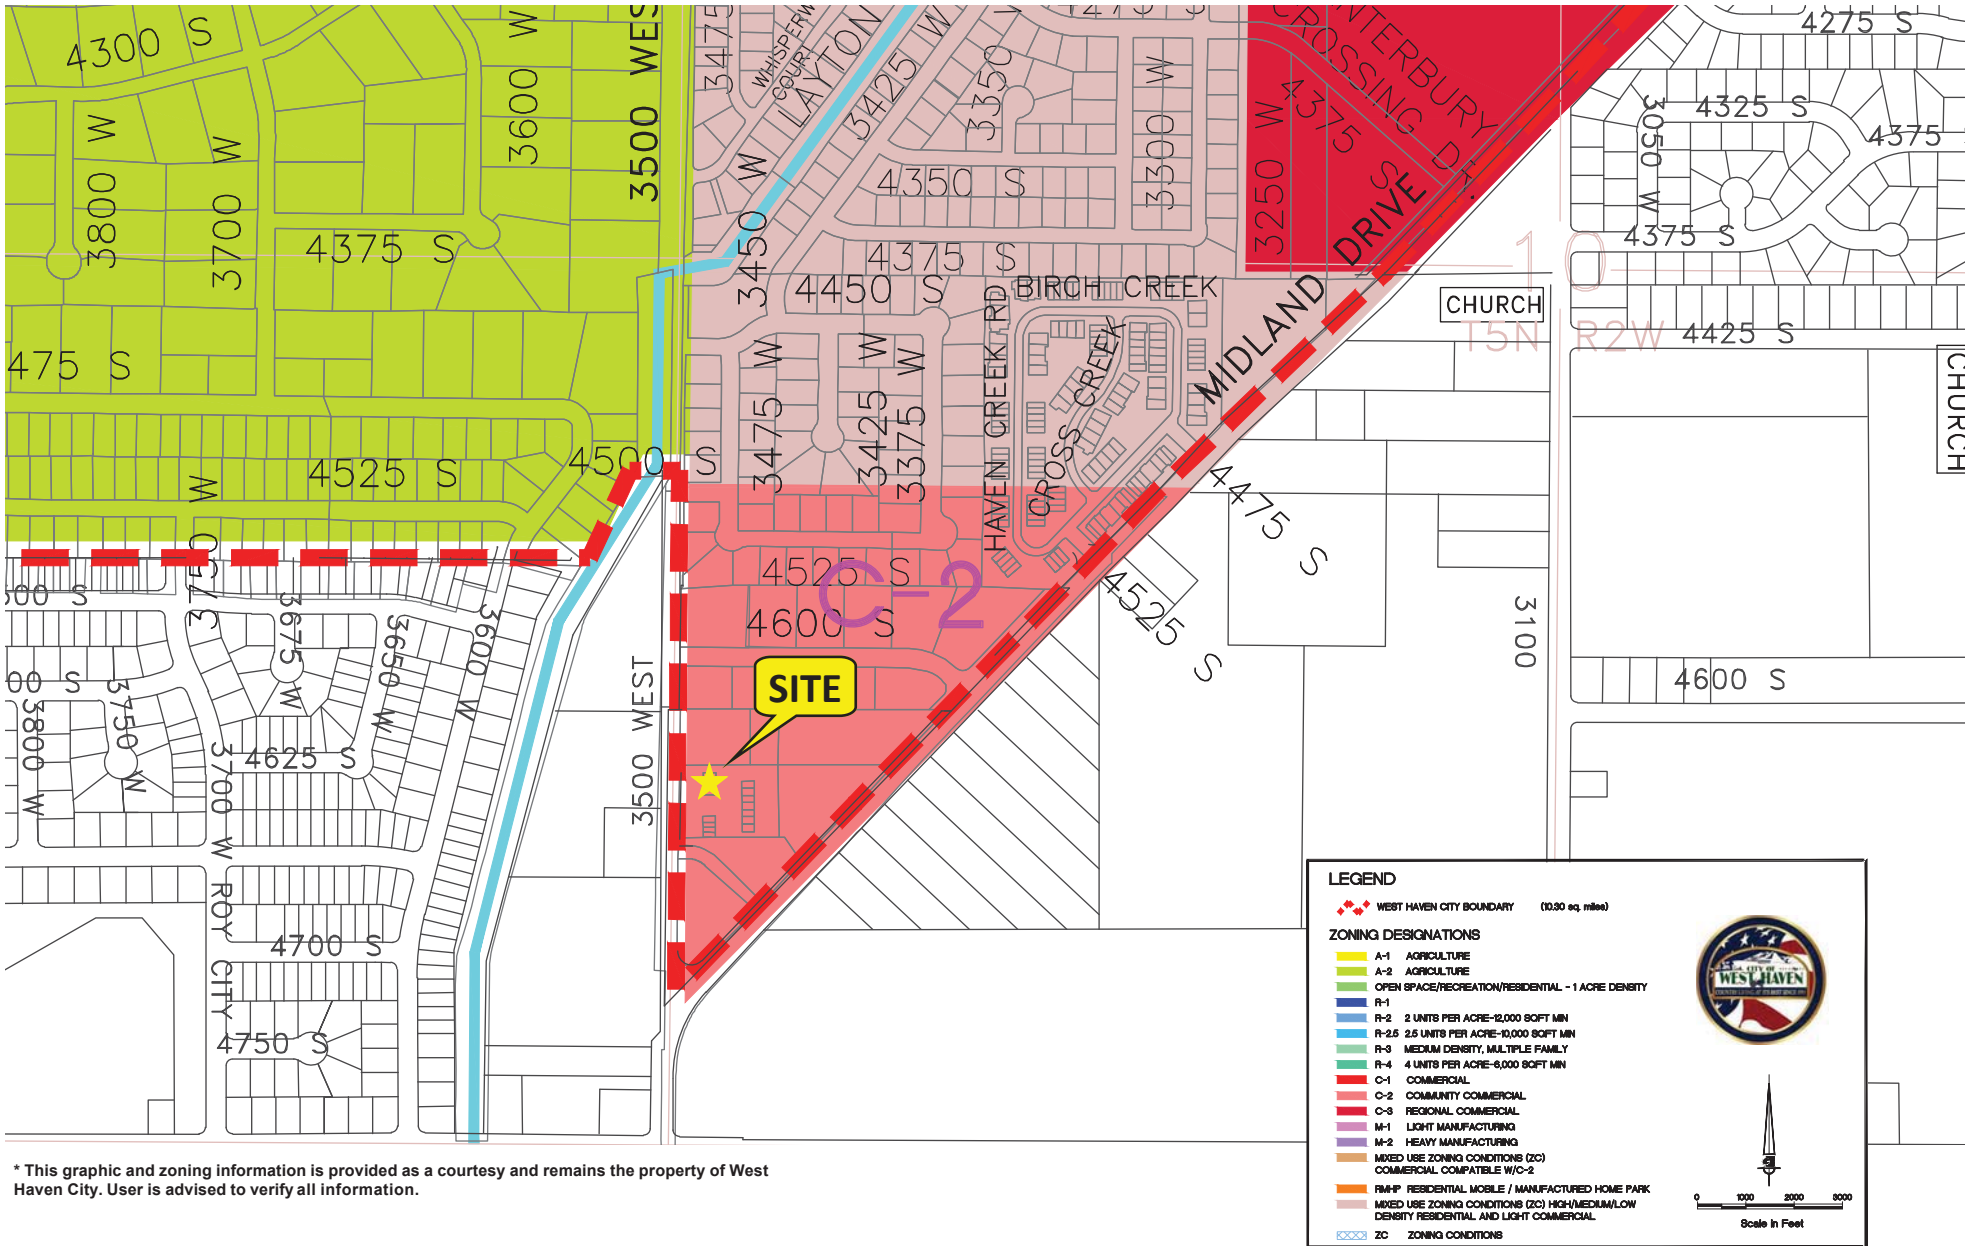 4300 S
3600 W
3500 WEST
3475
WHISPERW
COURT
LAYTON
3425 W
3350
4275 S
CANTERBURY
CROSSING DR.
4375 S
4275 S
4325 S
3050 W
4375
3800 W
3700 W
4375 S
3450 W
4350 S
3300 W
3250 W
4375 S
4375 S
10
4450 S
BIRCH CREEK
MIDLAND DRIVE
CHURCH
T5N R2W
4425 S
CHURCH
475 S
3475 W
3425 W
3375 W
HAVEN CREEK RD
CROSS CREEK
4525 S
4500 S
4475 S
3750 W
4525 S
C-2
4525 S
4600 S
3100
00 S
3675 W
3650 W
3600 W
3500 WEST
SITE
4600 S
00 S
3800 W
3750 W
4625 S
3700 W ROY CITY
4700 S
4750 S
LEGEND
WEST HAVEN CITY BOUNDARY (10.30 sq. miles)
ZONING DESIGNATIONS
A-1 AGRICULTURE
A-2 AGRICULTURE
OPEN SPACE/RECREATION/RESIDENTIAL - 1 ACRE DENSITY
R-1
R-2 2 UNITS PER ACRE-12,000 SQFT MIN
R-2.5 2.5 UNITS PER ACRE-10,000 SQFT MIN
R-3 MEDIUM DENSITY, MULTIPLE FAMILY
R-4 4 UNITS PER ACRE-6,000 SQFT MIN
C-1 COMMERCIAL
C-2 COMMUNITY COMMERCIAL
C-3 REGIONAL COMMERCIAL
M-1 LIGHT MANUFACTURING
M-2 HEAVY MANUFACTURING
MIXED USE ZONING CONDITIONS (ZC)
COMMERCIAL COMPATIBLE W/C-2
RMHP RESIDENTIAL MOBILE / MANUFACTURED HOME PARK
MIXED USE ZONING CONDITIONS (ZC) HIGH/MEDIUM/LOW
DENSITY RESIDENTIAL AND LIGHT COMMERCIAL
ZC ZONING CONDITIONS
CITY OF
WEST HAVEN
0 1000 2000 3000
Scale in Feet
* This graphic and zoning information is provided as a courtesy and remains the property of West
Haven City. User is advised to verify all information.